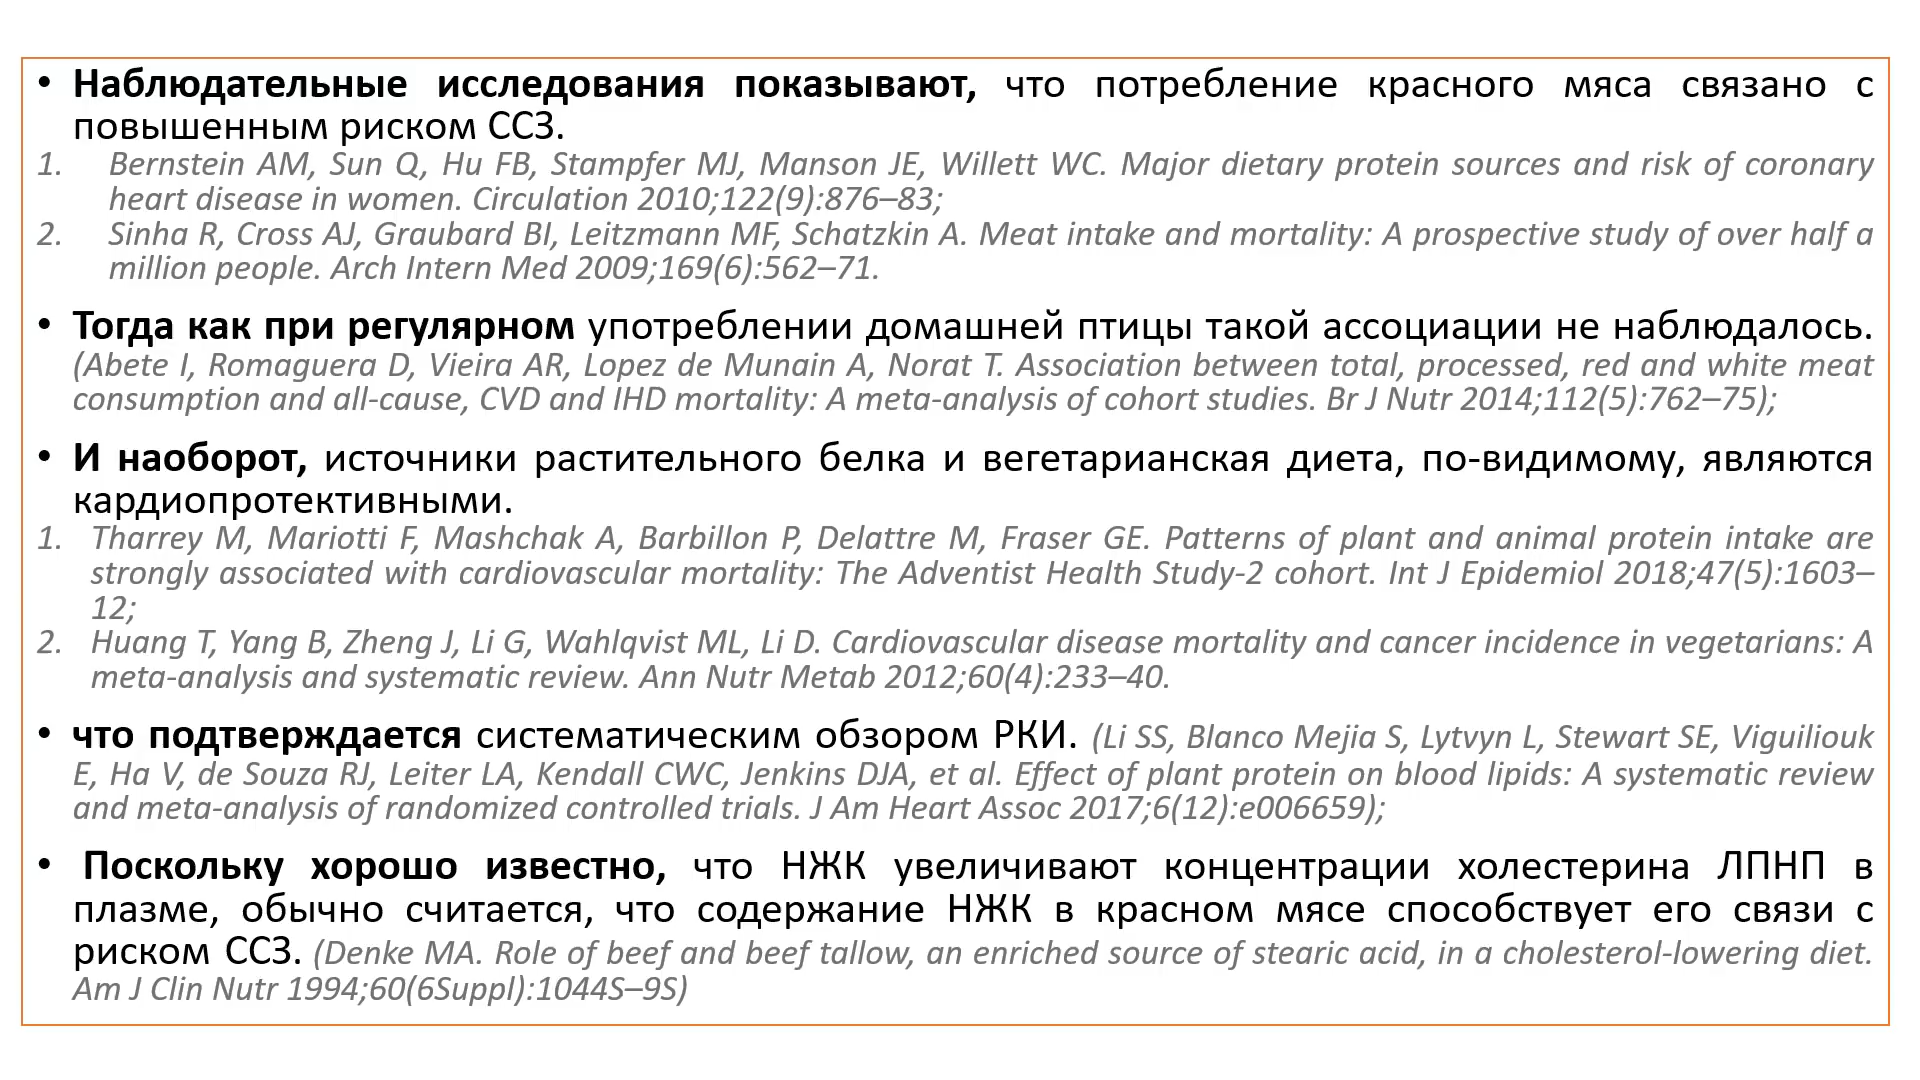 • Наблюдательные исследования показывают, что потребление красного мяса связано с
повышенным риском ССЗ.
1. Bernstein AM, Sun Q, Hu FB, Stampfer MJ, Manson JE, Willett WC. Major dietary protein sources and risk of coronary
heart disease in women. Circulation 2010;122(9):876–83;
2. Sinha R, Cross AJ, Graubard BI, Leitzmann MF, Schatzkin A. Meat intake and mortality: A prospective study of over half a
million people. Arch Intern Med 2009;169(6):562–71.
• Тогда как при регулярном употреблении домашней птицы такой ассоциации не наблюдалось.
(Abete I, Romaguera D, Vieira AR, Lopez de Munain A, Norat T. Association between total, processed, red and white meat
consumption and all-cause, CVD and IHD mortality: A meta-analysis of cohort studies. Br J Nutr 2014;112(5):762–75);
• И наоборот, источники растительного белка и вегетарианская диета, по-видимому, являются
кардиопротективными.
1. Tharrey M, Mariotti F, Mashchak A, Barbillon P, Delattre M, Fraser GE. Patterns of plant and animal protein intake are
strongly associated with cardiovascular mortality: The Adventist Health Study-2 cohort. Int J Epidemiol 2018;47(5):1603–
12;
2. Huang T, Yang B, Zheng J, Li G, Wahlqvist ML, Li D. Cardiovascular disease mortality and cancer incidence in vegetarians: A
meta-analysis and systematic review. Ann Nutr Metab 2012;60(4):233–40.
• что подтверждается систематическим обзором РКИ. (Li SS, Blanco Mejia S, Lytvyn L, Stewart SE, Viguiliouk
E, Ha V, de Souza RJ, Leiter LA, Kendall CWC, Jenkins DJA, et al. Effect of plant protein on blood lipids: A systematic review
and meta-analysis of randomized controlled trials. J Am Heart Assoc 2017;6(12):e006659);
• Поскольку хорошо известно, что НЖК увеличивают концентрации холестерина ЛПНП в
плазме, обычно считается, что содержание НЖК в красном мясе способствует его связи с
риском ССЗ. (Denke MA. Role of beef and beef tallow, an enriched source of stearic acid, in a cholesterol-lowering diet.
Am J Clin Nutr 1994;60(6Suppl):1044S–9S)